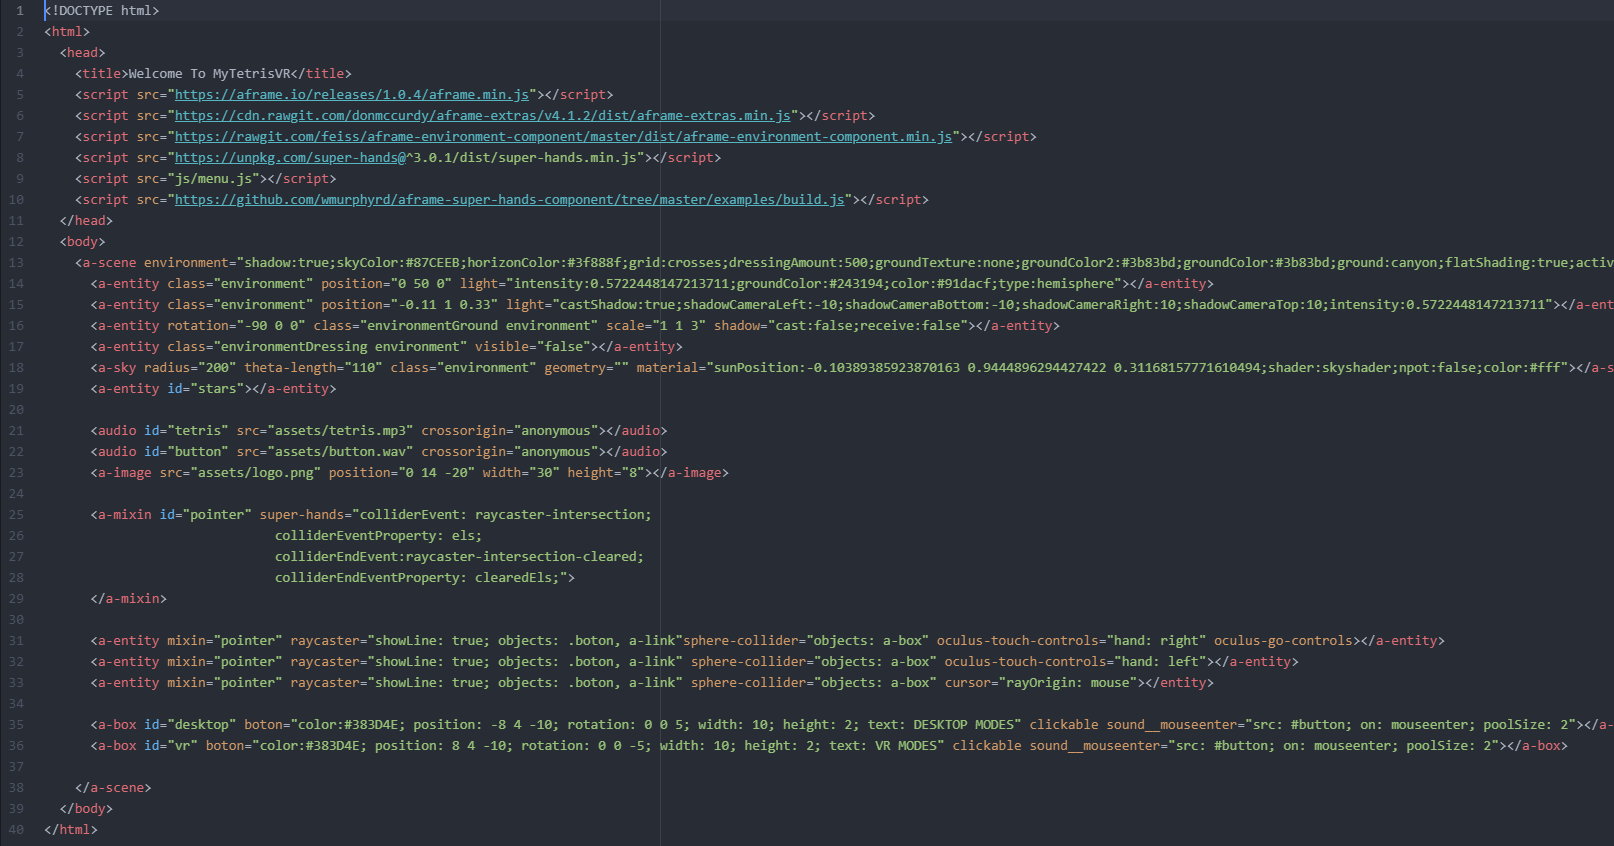 1 <!DOCTYPE html>
2 <html>
3 <head>
4 <title>Welcome To MyTetrisVR</title>
5 <script src="https://aframe.io/releases/1.0.4/aframe.min.js"></script>
6 <script src="https://cdn.rawgit.com/donmccurdy/aframe-extras/v4.1.2/dist/aframe-extras.min.js"></script>
7 <script src="https://rawgit.com/feiss/aframe-environment-component/master/dist/aframe-environment-component.min.js"></script>
8 <script src="https://unpkg.com/super-hands@^3.0.1/dist/super-hands.min.js"></script>
9 <script src="js/menu.js"></script>
10 <script src="https://github.com/wmurphyrd/aframe-super-hands-component/tree/master/examples/build.js"></script>
11 </head>
12 <body>
13 <a-scene environment="shadow:true;skyColor:#87CEEB;horizonColor:#3f888f;grid:crosses;dressingAmount:500;groundTexture:none;groundColor2:#3b83bd;groundColor:#3b83bd;ground:canyon;flatShading:true;activ
14 <a-entity class="environment" position="0 50 0" light="intensity:0.5722448147213711;groundColor:#243194;color:#91dacf;type:hemisphere"></a-entity>
15 <a-entity class="environment" position="-0.11 1 0.33" light="castShadow:true;shadowCameraLeft:-10;shadowCameraBottom:-10;shadowCameraRight:10;shadowCameraTop:10;intensity:0.5722448147213711"></a-ent
16 <a-entity rotation="-90 0 0" class="environmentGround environment" scale="1 1 3" shadow="cast:false;receive:false"></a-entity>
17 <a-entity class="environmentDressing environment" visible="false"></a-entity>
18 <a-sky radius="200" theta-length="110" class="environment" geometry="" material="sunPosition:-0.10389385923870163 0.9444896294427422 0.31168157771610494;shader:skyshader;npot:false;color:#fff"></a-s
19 <a-entity id="stars"></a-entity>
20
21 <audio id="tetris" src="assets/tetris.mp3" crossorigin="anonymous"></audio>
22 <audio id="button" src="assets/button.wav" crossorigin="anonymous"></audio>
23 <a-image src="assets/logo.png" position="0 14 -20" width="30" height="8"></a-image>
24
25 <a-mixin id="pointer" super-hands="colliderEvent: raycaster-intersection;
26 colliderEventProperty: els;
27 colliderEndEvent:raycaster-intersection-cleared;
28 colliderEndEventProperty: clearedEls;">
29 </a-mixin>
30
31 <a-entity mixin="pointer" raycaster="showLine: true; objects: .boton, a-link"sphere-collider="objects: a-box" oculus-touch-controls="hand: right" oculus-go-controls></a-entity>
32 <a-entity mixin="pointer" raycaster="showLine: true; objects: .boton, a-link" sphere-collider="objects: a-box" oculus-touch-controls="hand: left"></a-entity>
33 <a-entity mixin="pointer" raycaster="showLine: true; objects: .boton, a-link" sphere-collider="objects: a-box" cursor="rayOrigin: mouse"></entity>
34
35 <a-box id="desktop" boton="color:#383D4E; position: -8 4 -10; rotation: 0 0 5; width: 10; height: 2; text: DESKTOP MODES" clickable sound__mouseenter="src: #button; on: mouseenter; poolSize: 2"></a-
36 <a-box id="vr" boton="color:#383D4E; position: 8 4 -10; rotation: 0 0 -5; width: 10; height: 2; text: VR MODES" clickable sound__mouseenter="src: #button; on: mouseenter; poolSize: 2"></a-box>
37
38 </a-scene>
39 </body>
40 </html>